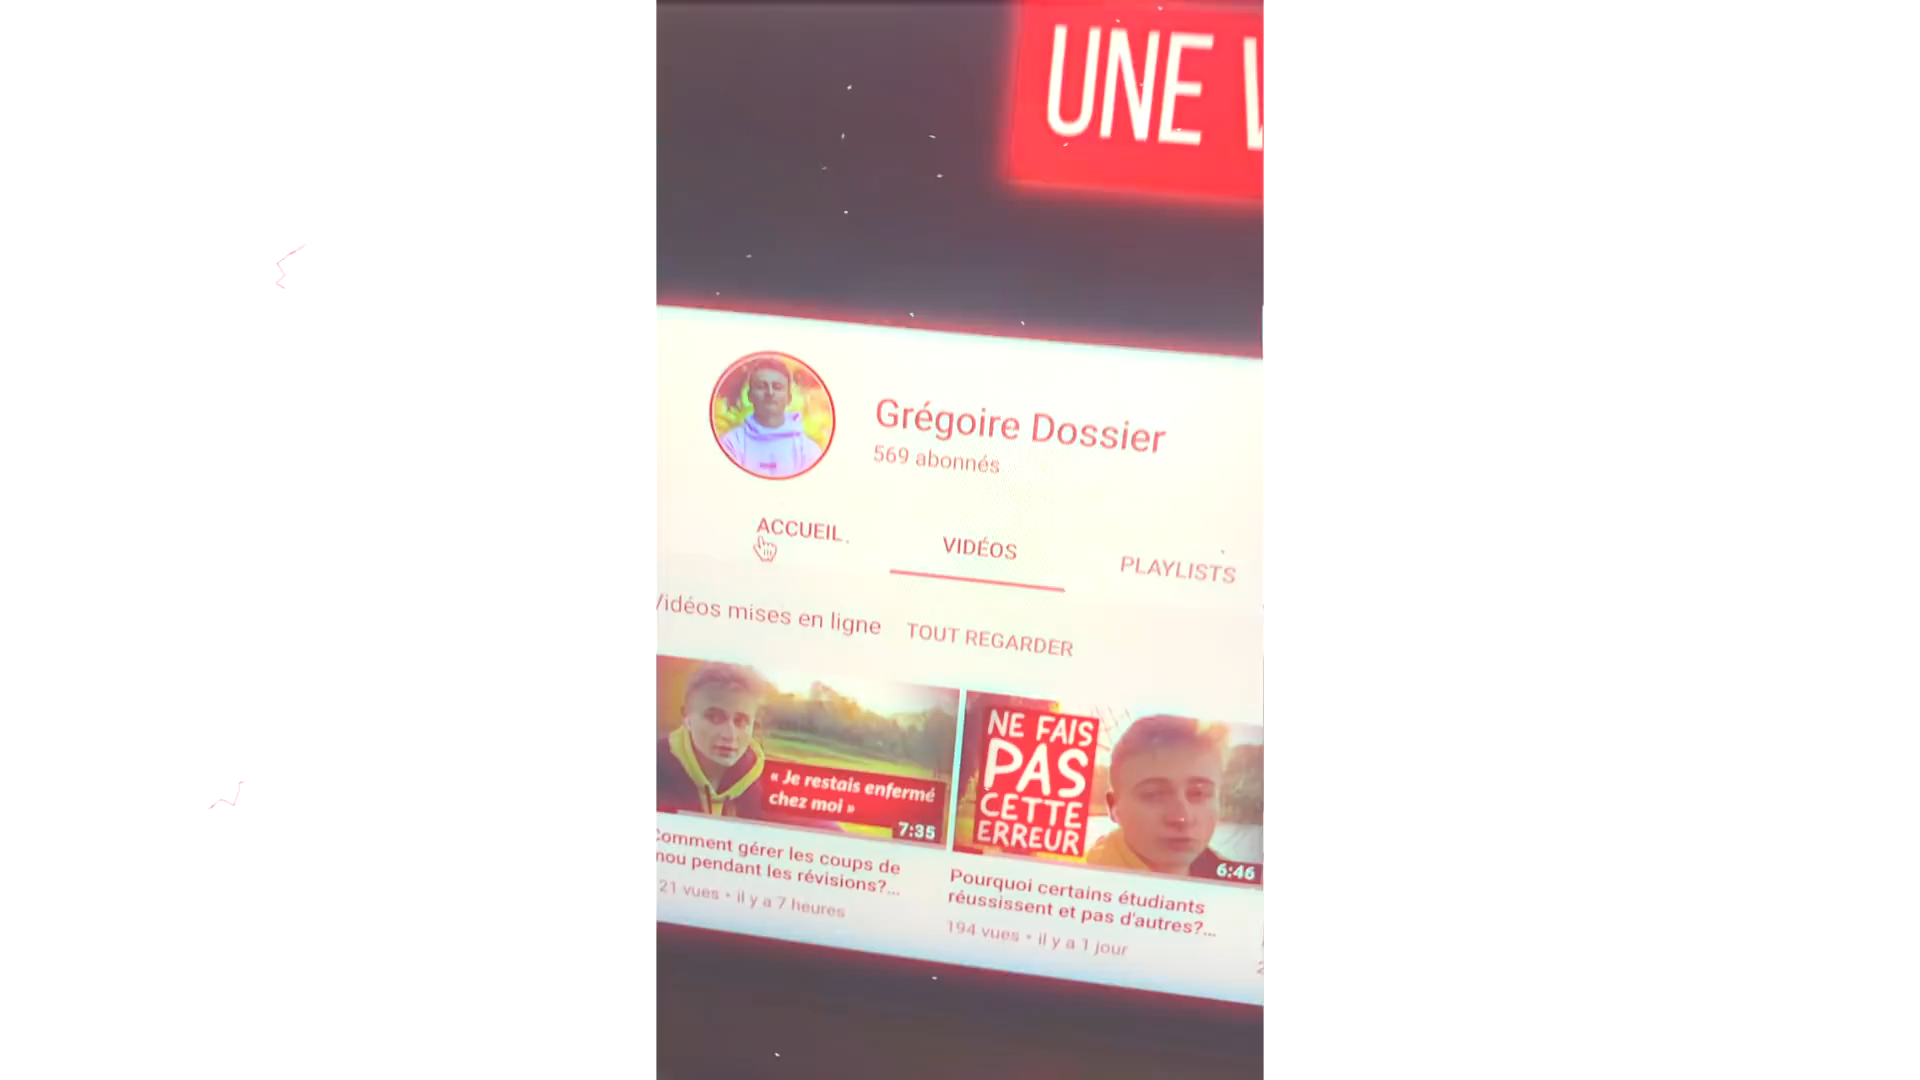 UNE
Grégoire Dossier
569 abonnés
ACCUEIL
VIDÉOS
PLAYLISTS
Vidéos mises en ligne
TOUT REGARDER
« Je restais enfermé
chez moi »
7:35
NE FAIS
PAS
CETTE
ERREUR
6:46
Comment gérer les coups de
mou pendant les révisions?...
21 vues • il y a 7 heures
Pourquoi certains étudiants
réussissent et pas d'autres?...
194 vues • il y a 1 jour